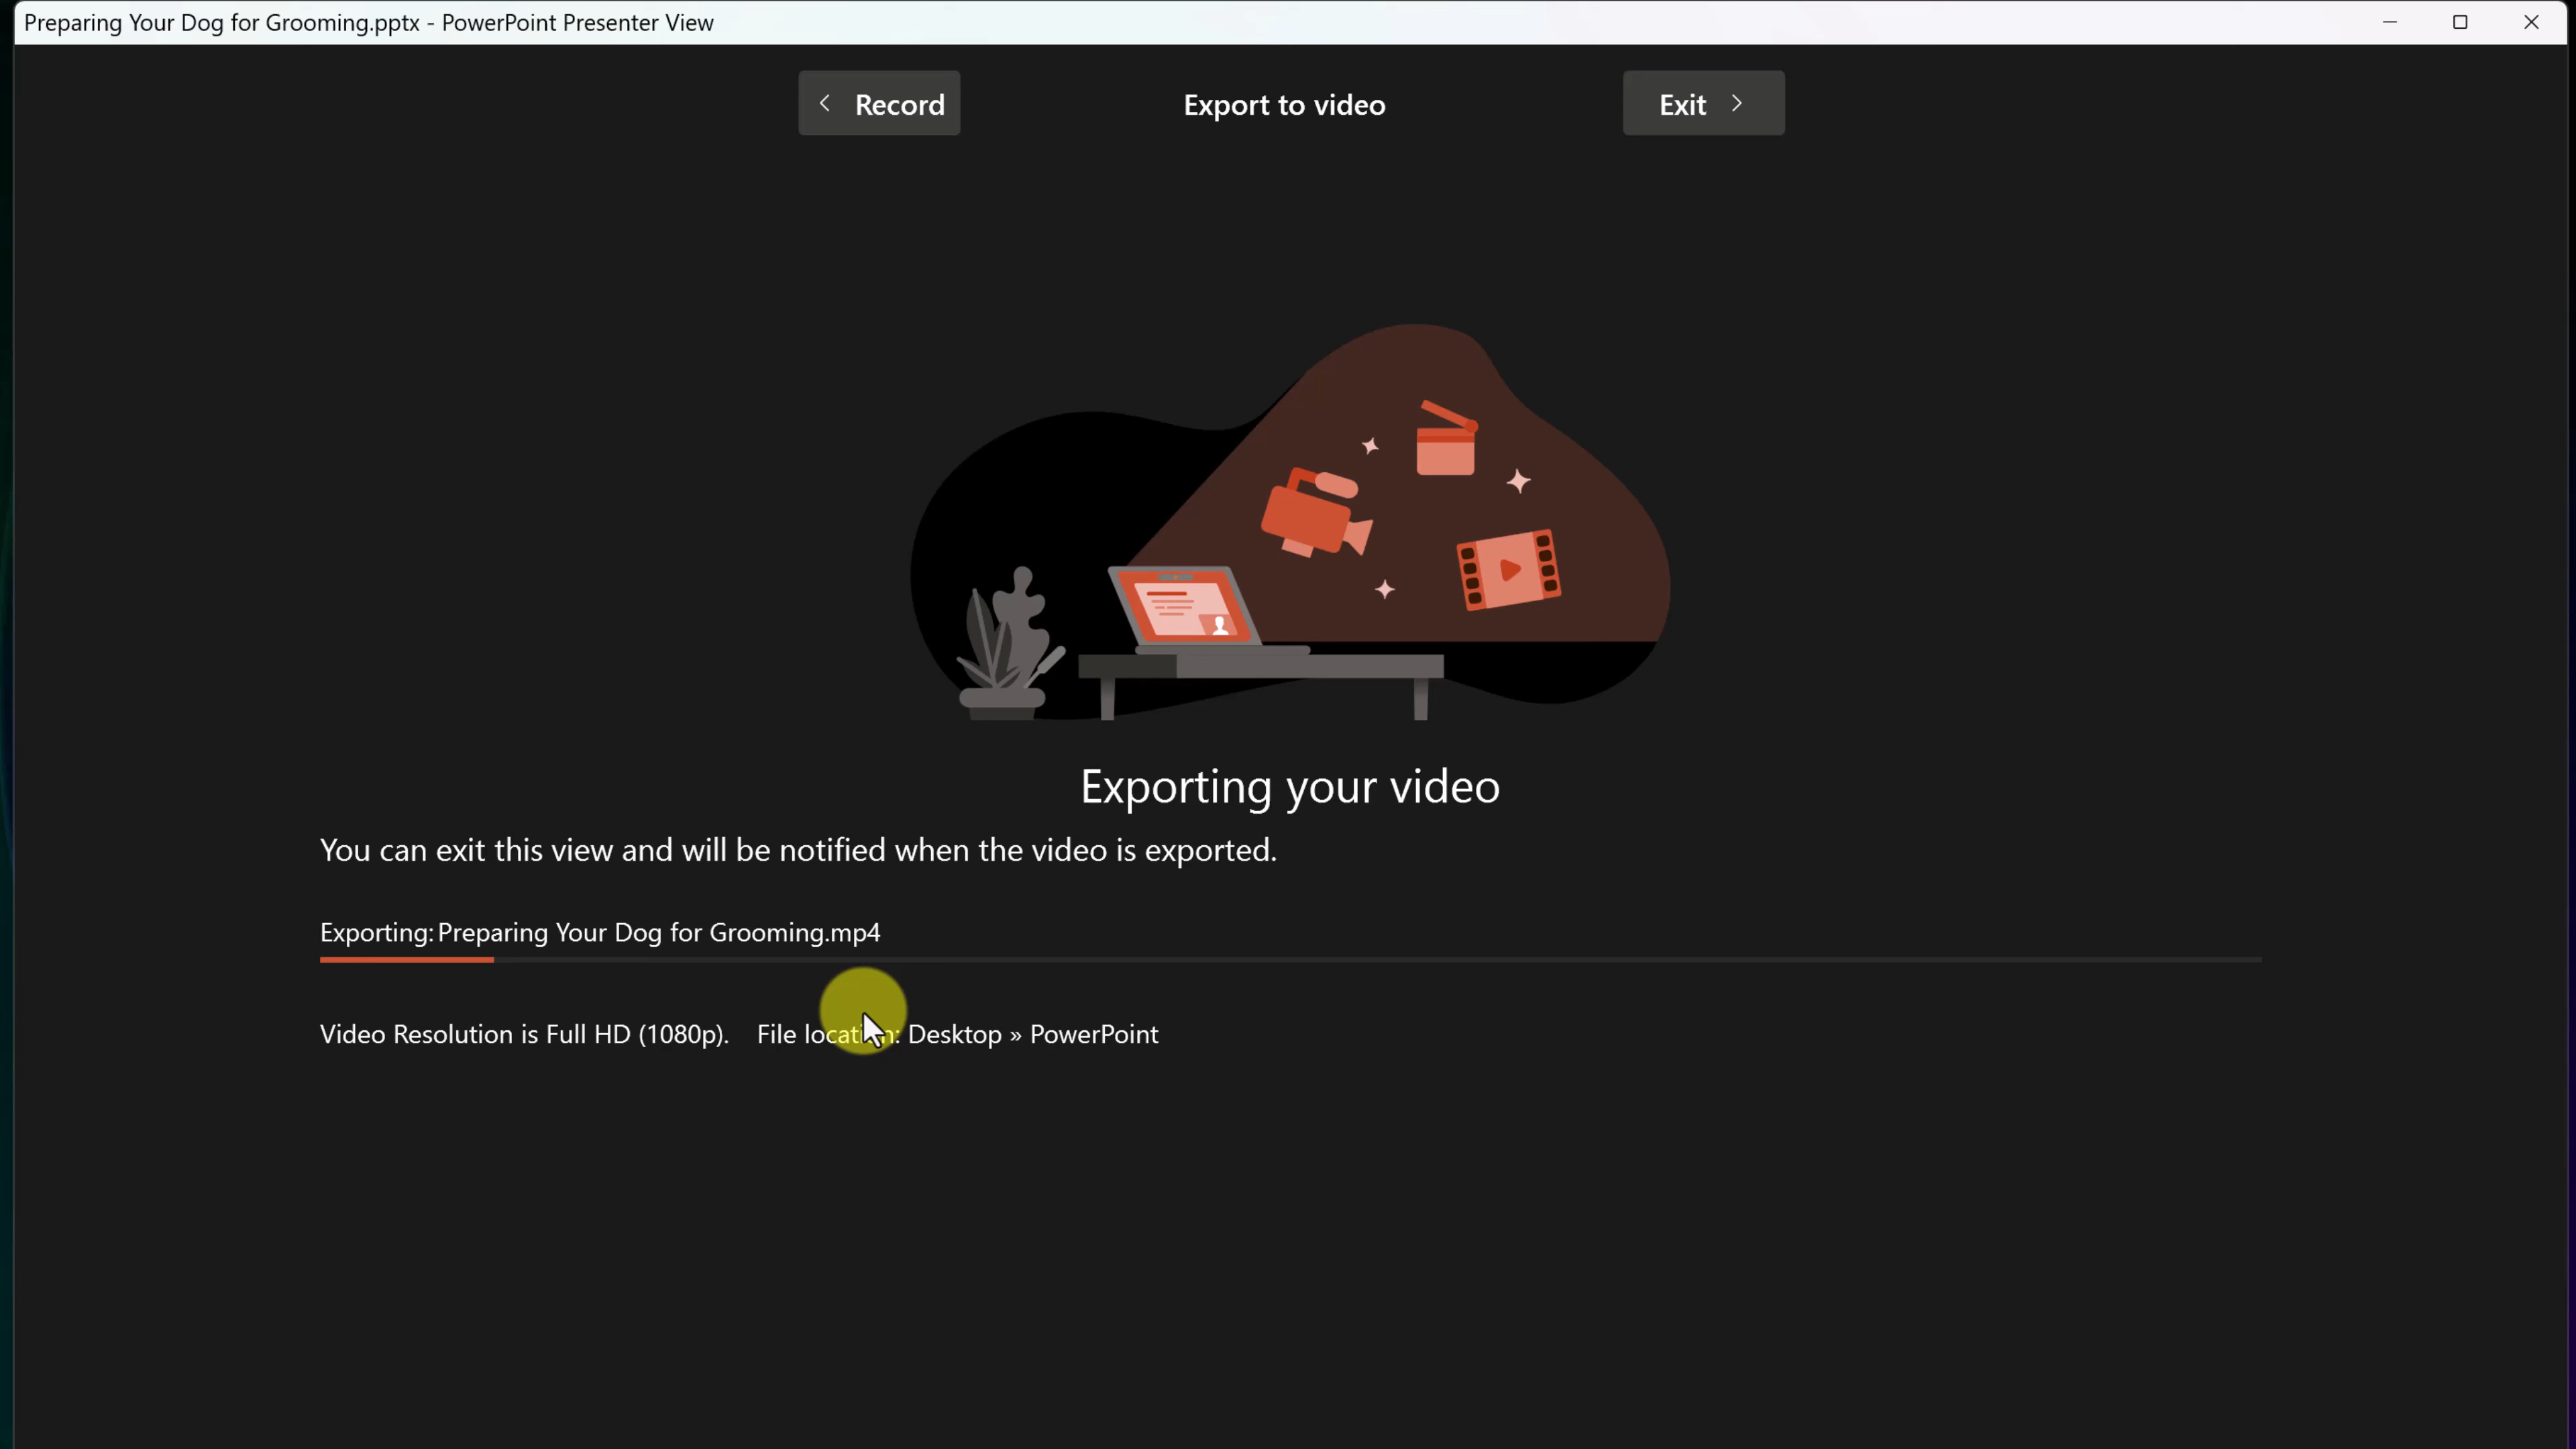 Preparing Your Dog for Grooming.pptx - PowerPoint Presenter View
Record
Export to video
Exit
Exporting your video
You can exit this view and will be notified when the video is exported.
Exporting: Preparing Your Dog for Grooming.mp4
Video Resolution is Full HD (1080p). File location: Desktop » PowerPoint